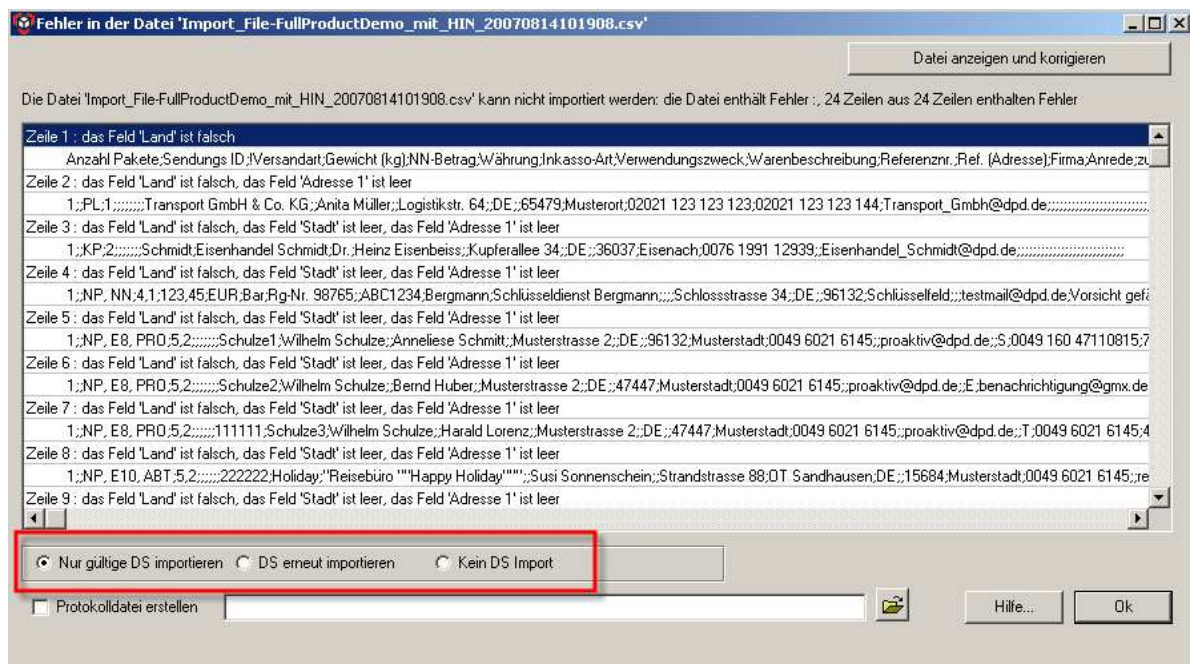 Fehler in der Datei 'Import_File-FullProductDemo_mit_HIN_20070814101908.csv'
Datei anzeigen und korrigieren
Die Datei 'Import_File-FullProductDemo_mit_HIN_20070814101908.csv' kann nicht importiert werden: die Datei enthält Fehler :, 24 Zeilen aus 24 Zeilen enthalten Fehler
Zeile 1 : das Feld 'Land' ist falsch
Anzahl Pakete;Sendungs ID;!Versandart;Gewicht (kg);NN-Betrag;Währung;Inkasso-Art;Verwendungszweck;Warenbeschreibung;Referenznr.;Ref. (Adresse);Firma;Anrede;zu
Zeile 2 : das Feld 'Land' ist falsch, das Feld 'Adresse 1' ist leer
1;;PL;1;;;;;;;Transport GmbH & Co. KG;;Anita Müller;;Logistikstr. 64;;DE;;65479;Musterort;02021 123 123 123;02021 123 123 144;Transport_Gmbh@dpd.de;;;;;;;;;;;;;;;;;;;;;;;;;;
Zeile 3 : das Feld 'Land' ist falsch, das Feld 'Stadt' ist leer, das Feld 'Adresse 1' ist leer
1;;KP;2;;;;;;;Schmidt;Eisenhandel Schmidt;Dr.;Heinz Eisenbeiss;;Kupferallee 34;;DE;;36037;Eisenach;0076 1991 12939;;Eisenhandel_Schmidt@dpd.de;;;;;;;;;;;;;;;;;;;;;;;;;;;
Zeile 4 : das Feld 'Land' ist falsch, das Feld 'Stadt' ist leer, das Feld 'Adresse 1' ist leer
1;;NP, NN;4,1;123,45;EUR;Bar;Rg-Nr. 98765;;ABC1234;Bergmann;Schlüsseldienst Bergmann;;;;Schlossstrasse 34;;DE;;96132;Schlüsselfeld;;;testmail@dpd.de;Vorsicht gefä
Zeile 5 : das Feld 'Land' ist falsch, das Feld 'Stadt' ist leer, das Feld 'Adresse 1' ist leer
1;;NP, E8, PRO;5,2;;;;;;;Schulze1;Wilhelm Schulze;;Anneliese Schmitt;;Musterstrasse 2;;DE;;96132;Musterstadt;0049 6021 6145;;proaktiv@dpd.de;;S;0049 160 47110815;7
Zeile 6 : das Feld 'Land' ist falsch, das Feld 'Stadt' ist leer, das Feld 'Adresse 1' ist leer
1;;NP, E8, PRO;5,2;;;;;;;Schulze2;Wilhelm Schulze;;Bernd Huber;;Musterstrasse 2;;DE;;47447;Musterstadt;0049 6021 6145;;proaktiv@dpd.de;;E;benachrichtigung@gmx.de
Zeile 7 : das Feld 'Land' ist falsch, das Feld 'Stadt' ist leer, das Feld 'Adresse 1' ist leer
1;;NP, E8, PRO;5,2;;;;;;111111;Schulze3;Wilhelm Schulze;;Harald Lorenz;;Musterstrasse 2;;DE;;47447;Musterstadt;0049 6021 6145;;proaktiv@dpd.de;;T;0049 6021 6145;4
Zeile 8 : das Feld 'Land' ist falsch, das Feld 'Stadt' ist leer, das Feld 'Adresse 1' ist leer
1;;NP, E10, ABT;5,2;;;;;;222222;Holiday;"Reisebüro ""Happy Holiday""";;Susi Sonnenschein;;Strandstrasse 88;OT Sandhausen;DE;;15684;Musterstadt;0049 6021 6145;;re
Zeile 9 : das Feld 'Land' ist falsch, das Feld 'Stadt' ist leer, das Feld 'Adresse 1' ist leer
Nur gültige DS importieren DS erneut importieren Kein DS Import
Protokolldatei erstellen Hilfe... Ok